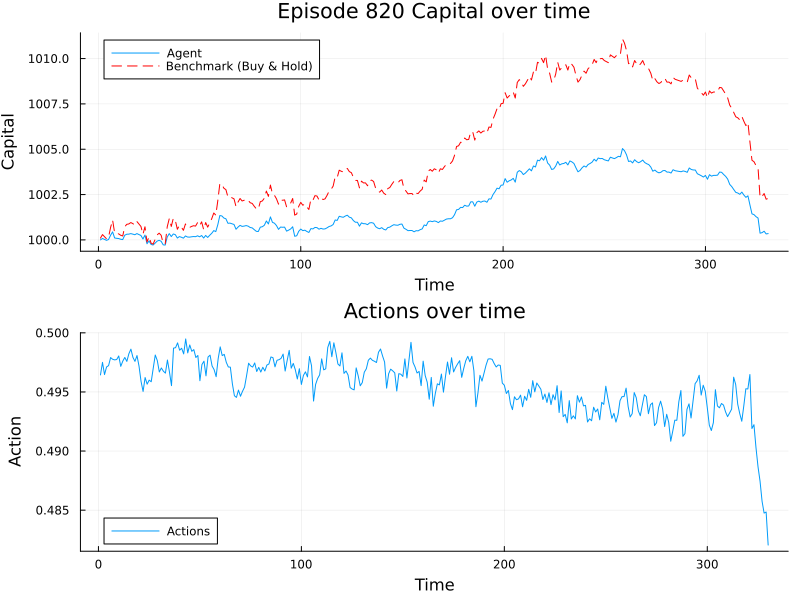 Episode 820 Capital over time
Capital
1010.0
1007.5
1005.0
1002.5
1000.0
Agent
Benchmark (Buy & Hold)
0
100
200
300
Time
Actions over time
Action
0.500
0.495
0.490
0.485
Actions
0
100
200
300
Time